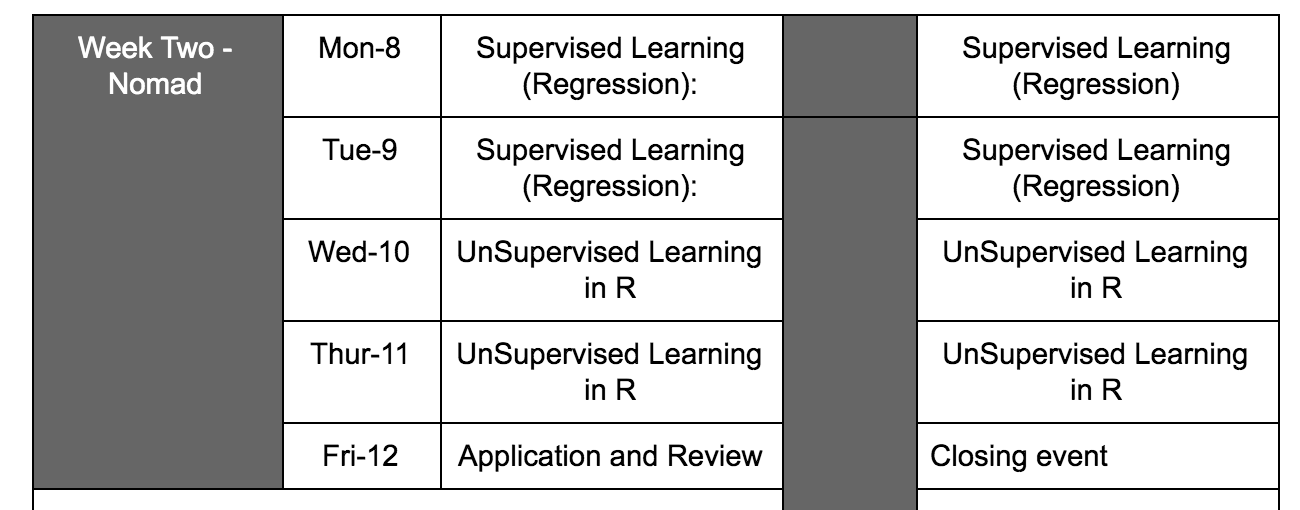 Week Two -
Nomad
Mon-8
Supervised Learning
(Regression):
Supervised Learning
(Regression)
Tue-9
Supervised Learning
(Regression):
Supervised Learning
(Regression)
Wed-10
UnSupervised Learning
in R
UnSupervised Learning
in R
Thur-11
UnSupervised Learning
in R
UnSupervised Learning
in R
Fri-12
Application and Review
Closing event